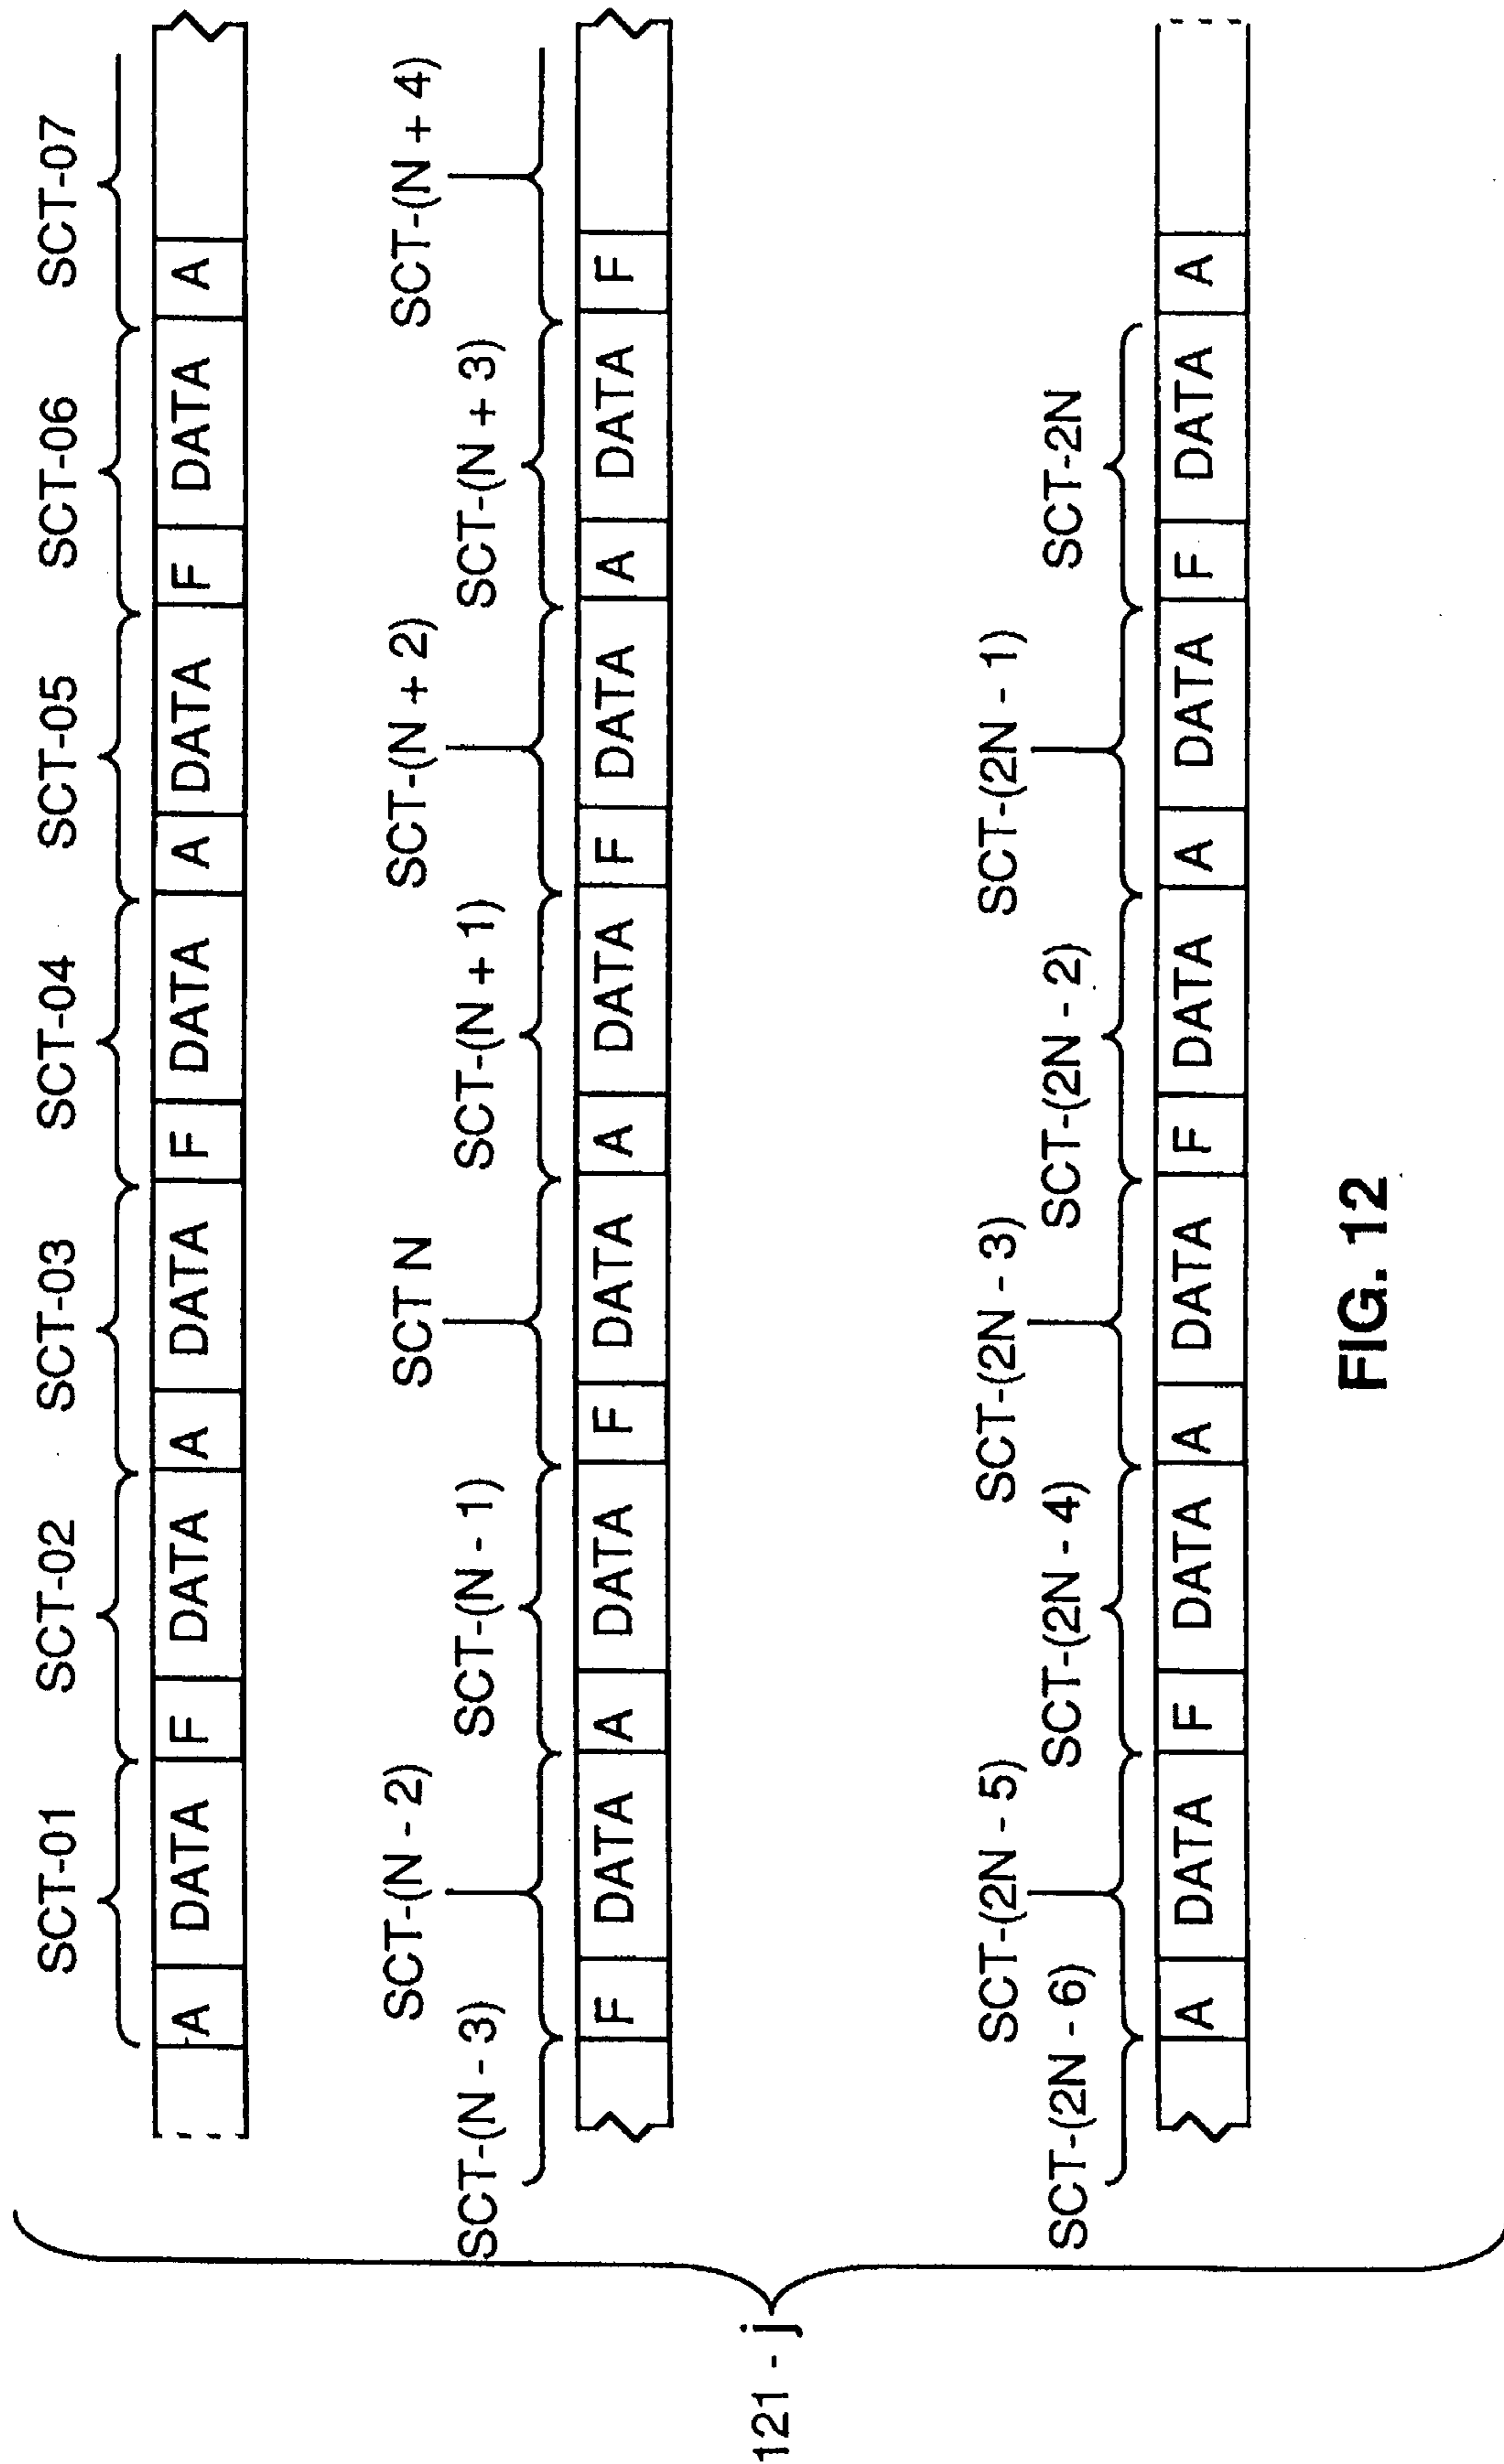 SCT-01 SCT-02 SCT-03 SCT-04 SCT-05 SCT-06 SCT-07
A DATA F DATA A DATA F DATA A DATA F DATA A
SCT-(N - 2) SCT N SCT-(N + 2) SCT-(N + 4)
SCT-(N - 3) SCT-(N - 1) SCT-(N + 1) SCT-(N + 3)
F DATA A DATA F DATA A DATA F DATA A DATA F
121 - j
SCT-(2N - 5) SCT-(2N - 3) SCT-(2N - 1)
SCT-(2N - 6) SCT-(2N - 4) SCT-(2N - 2) SCT-2N
A DATA F DATA A DATA F DATA A DATA F DATA A
FIG. 12